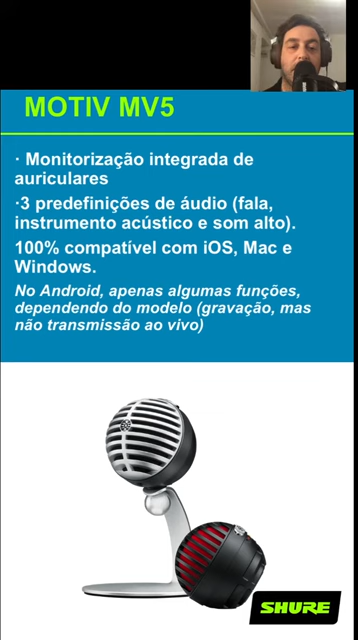 MOTIV MV5
· Monitorização integrada de
auriculares
·3 predefinições de áudio (fala,
instrumento acústico e som alto).
100% compatível com iOS, Mac e
Windows.
No Android, apenas algumas funções,
dependendo do modelo (gravação, mas
não transmissão ao vivo)
SHURE